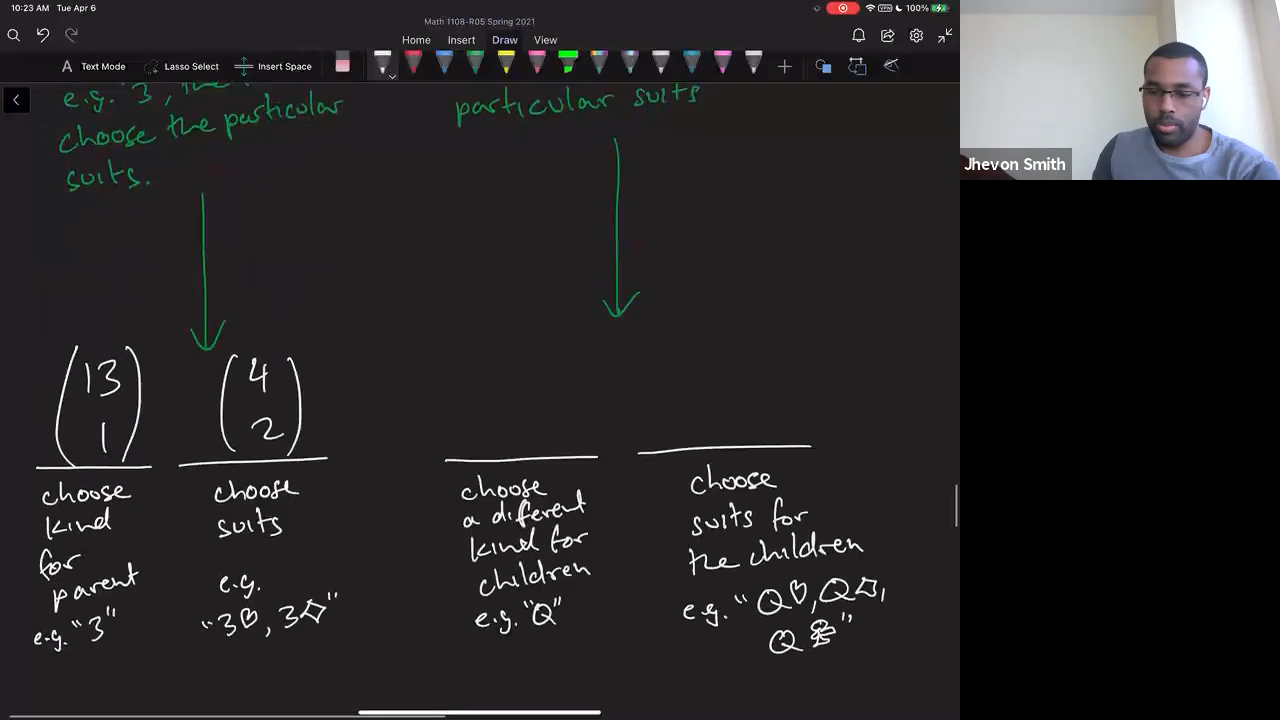 10:23 AM Tue Apr 6
100%
Math 1108-R05 Spring 2021
Home Insert Draw View
Text Mode Lasso Select Insert Space
Jhevon Smith
e.g. "3",
choose the particular
suits.
particular suits
(13 1) (4 2)
choose
kind
for
parent
e.g. "3"
choose
suits
e.g.
"3♡, 3♢"
choose
a different
kind for
children
e.g. "Q"
choose
suits for
the children
e.g. "Q♡, Q♢,
Q♧"